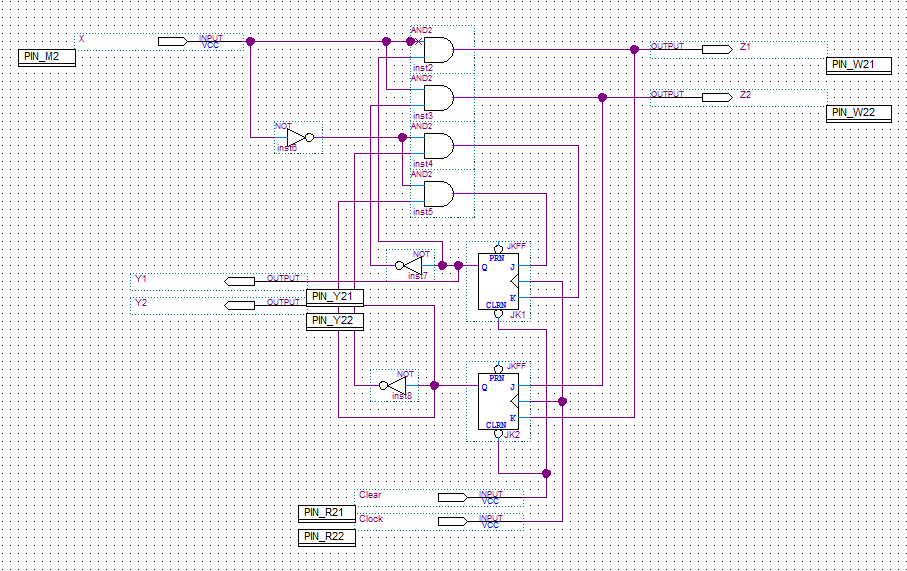 AND2
X
INPUT
VCC
PIN_M2
OUTPUT
Z1
PIN_W21
inst2
AND2
OUTPUT
Z2
PIN_W22
inst3
AND2
NOT
inst6
inst4
AND2
inst5
JKFF
PRN
Q
J
K
CLRN
JK1
NOT
inst7
Y1
OUTPUT
PIN_Y21
Y2
OUTPUT
PIN_Y22
JKFF
PRN
Q
J
K
CLRN
JK2
NOT
inst8
Clear
INPUT
VCC
PIN_R21
Clock
INPUT
VCC
PIN_R22